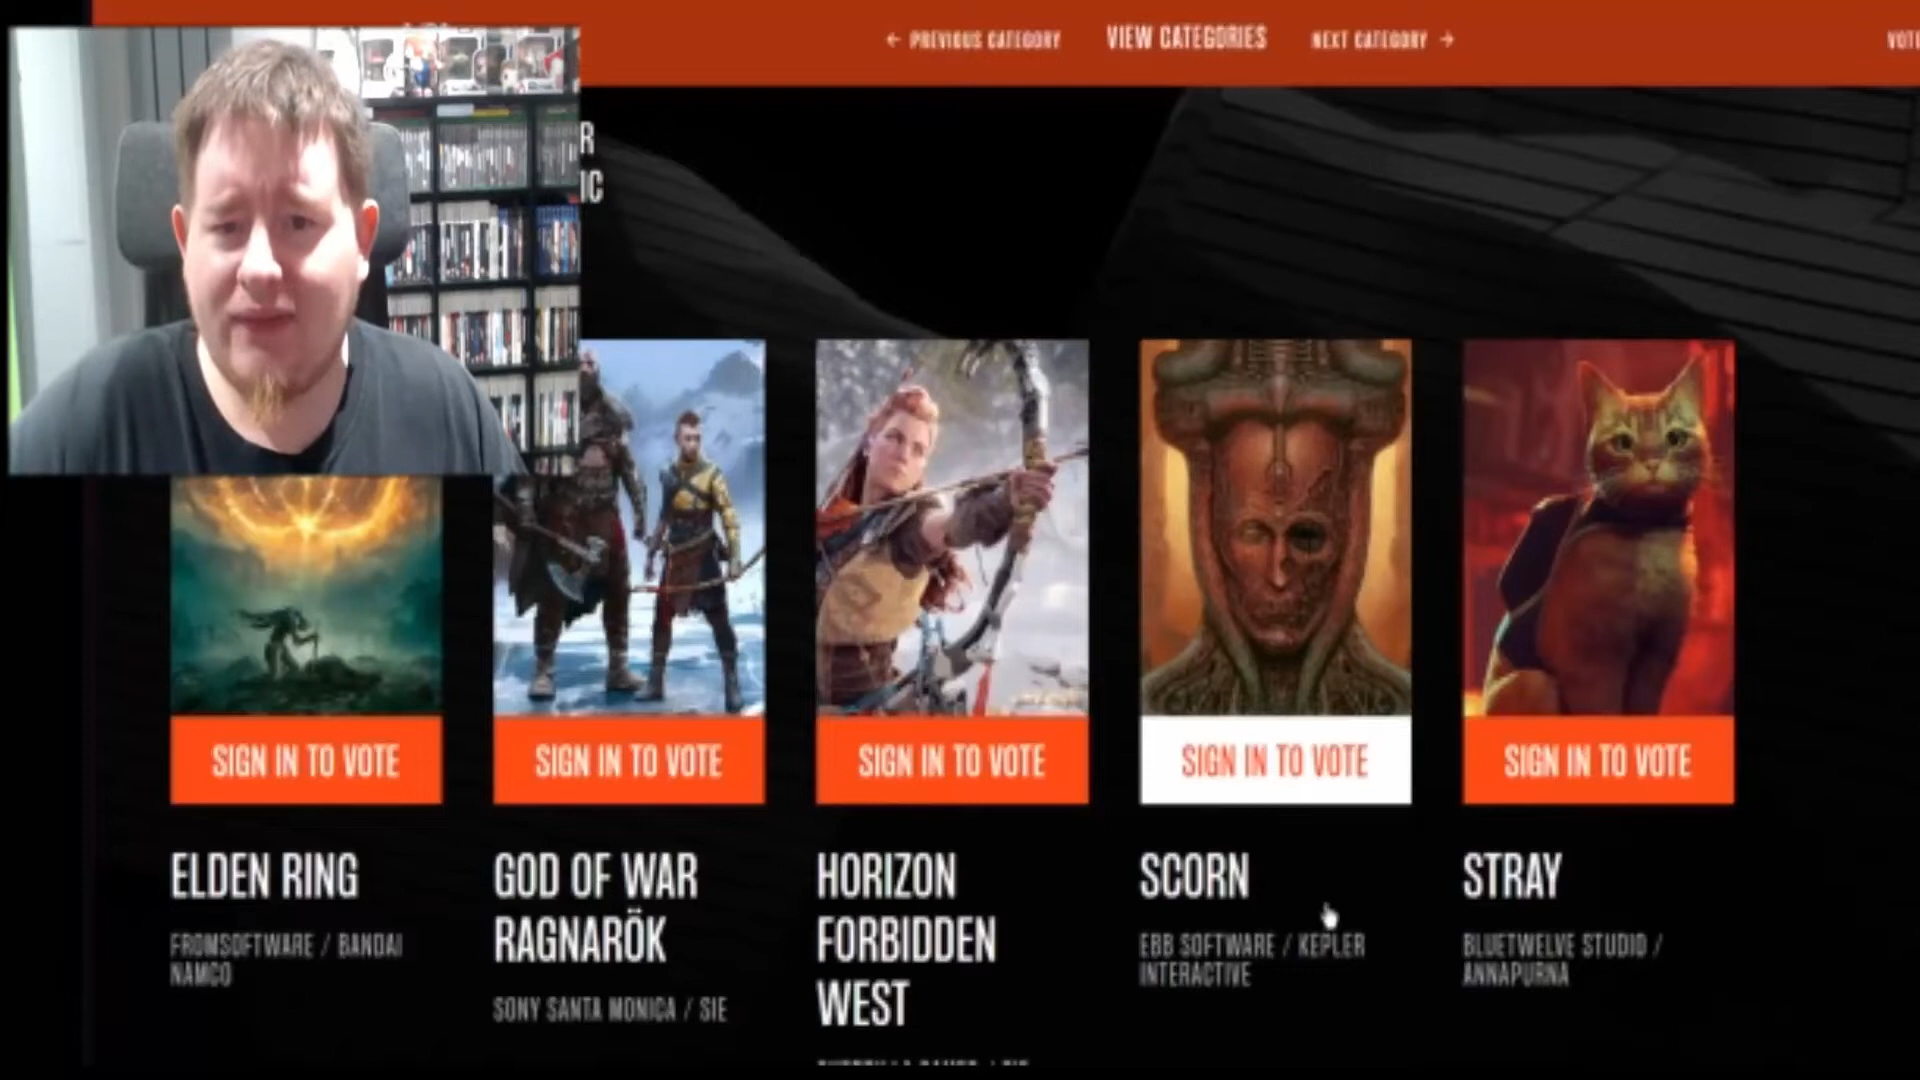 ← PREVIOUS CATEGORY
VIEW CATEGORIES
NEXT CATEGORY →
R
IC
SIGN IN TO VOTE
SIGN IN TO VOTE
SIGN IN TO VOTE
SIGN IN TO VOTE
SIGN IN TO VOTE
ELDEN RING
FROMSOFTWARE / BANDAI
NAMCO
GOD OF WAR
RAGNARÖK
SONY SANTA MONICA / SIE
HORIZON
FORBIDDEN
WEST
SCORN
EBB SOFTWARE / KEPLER
INTERACTIVE
STRAY
BLUETWELVE STUDIO /
ANNAPURNA